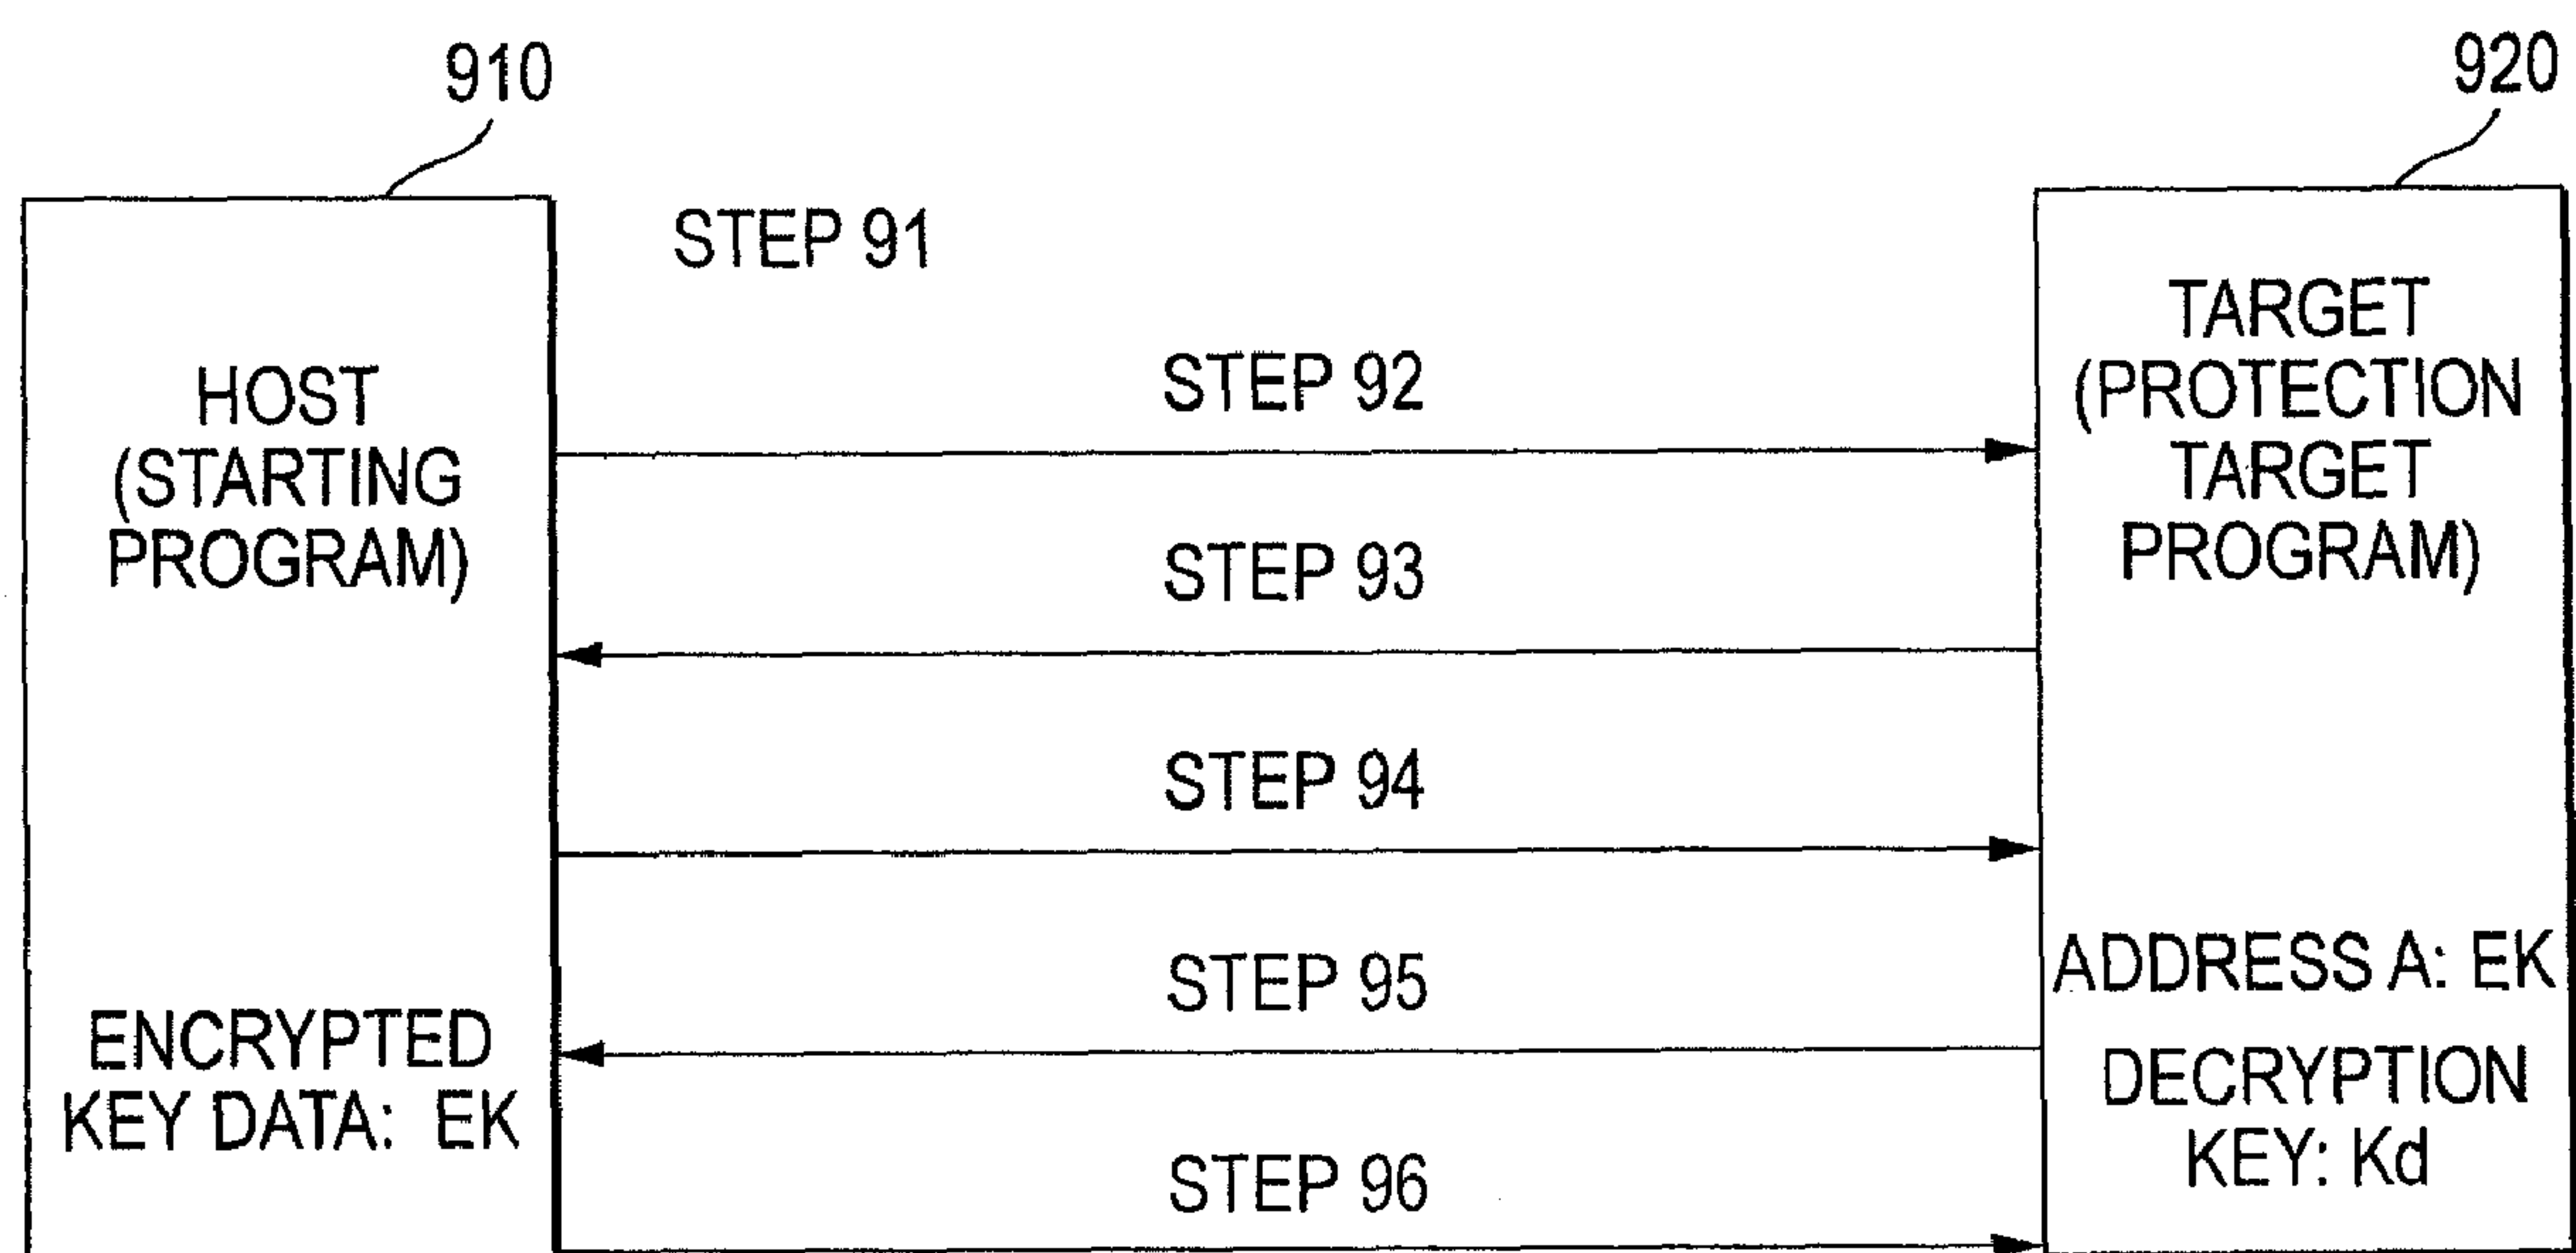 910
920
STEP 91
HOST
(STARTING
PROGRAM)
TARGET
(PROTECTION
TARGET
PROGRAM)
STEP 92
STEP 93
STEP 94
STEP 95
STEP 96
ENCRYPTED
KEY DATA: EK
ADDRESS A: EK
DECRYPTION
KEY: Kd